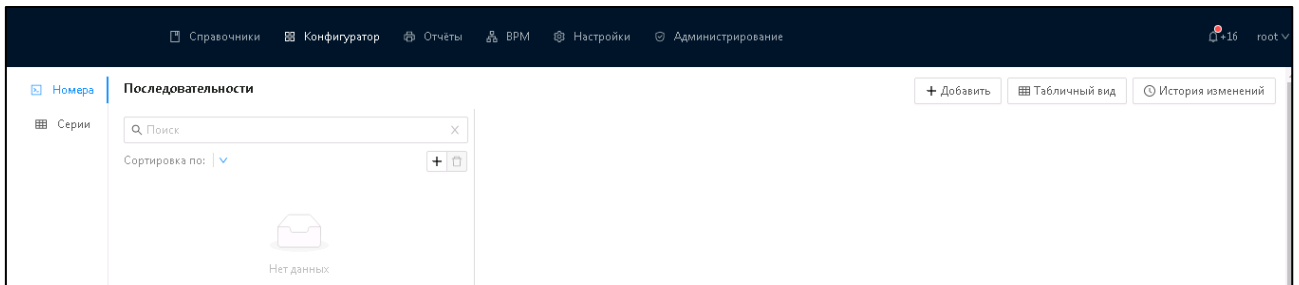 Справочники Конфигуратор Отчёты BPM Настройки Администрирование +16 root
Номера Последовательности + Добавить Табличный вид История изменений
Серии Поиск
Сортировка по:
Нет данных